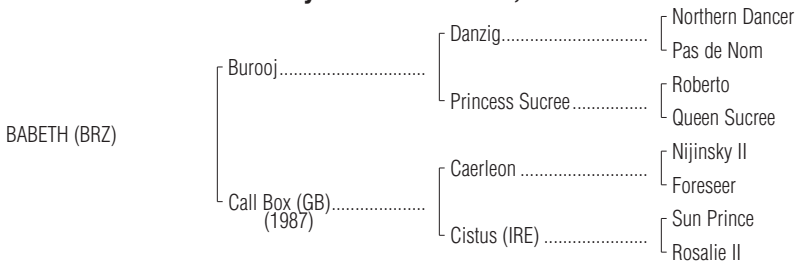 Northern Dancer
Danzig
Pas de Nom
Burooj
Roberto
Princess Sucree
Queen Sucree
BABETH (BRZ)
Nijinsky II
Caerleon
Foreseer
Call Box (GB)
(1987)
Sun Prince
Cistus (IRE)
Rosalie II